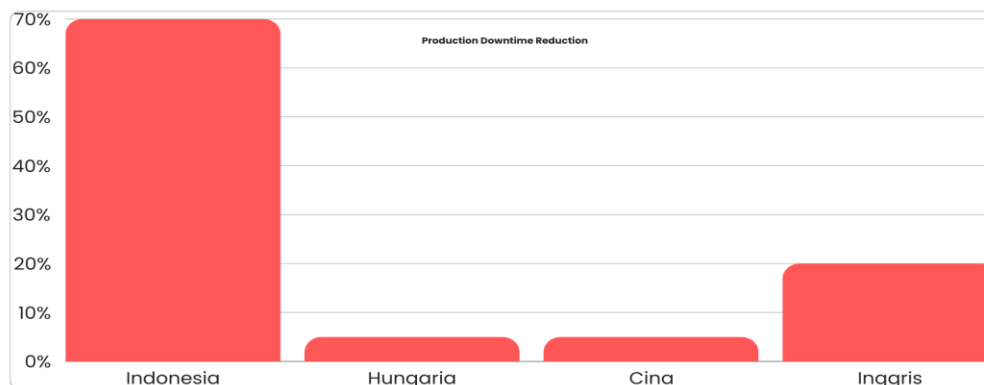 Production Downtime Reduction
70%
60%
50%
40%
30%
20%
10%
0%
Indonesia
Hungaria
Cina
Inggris